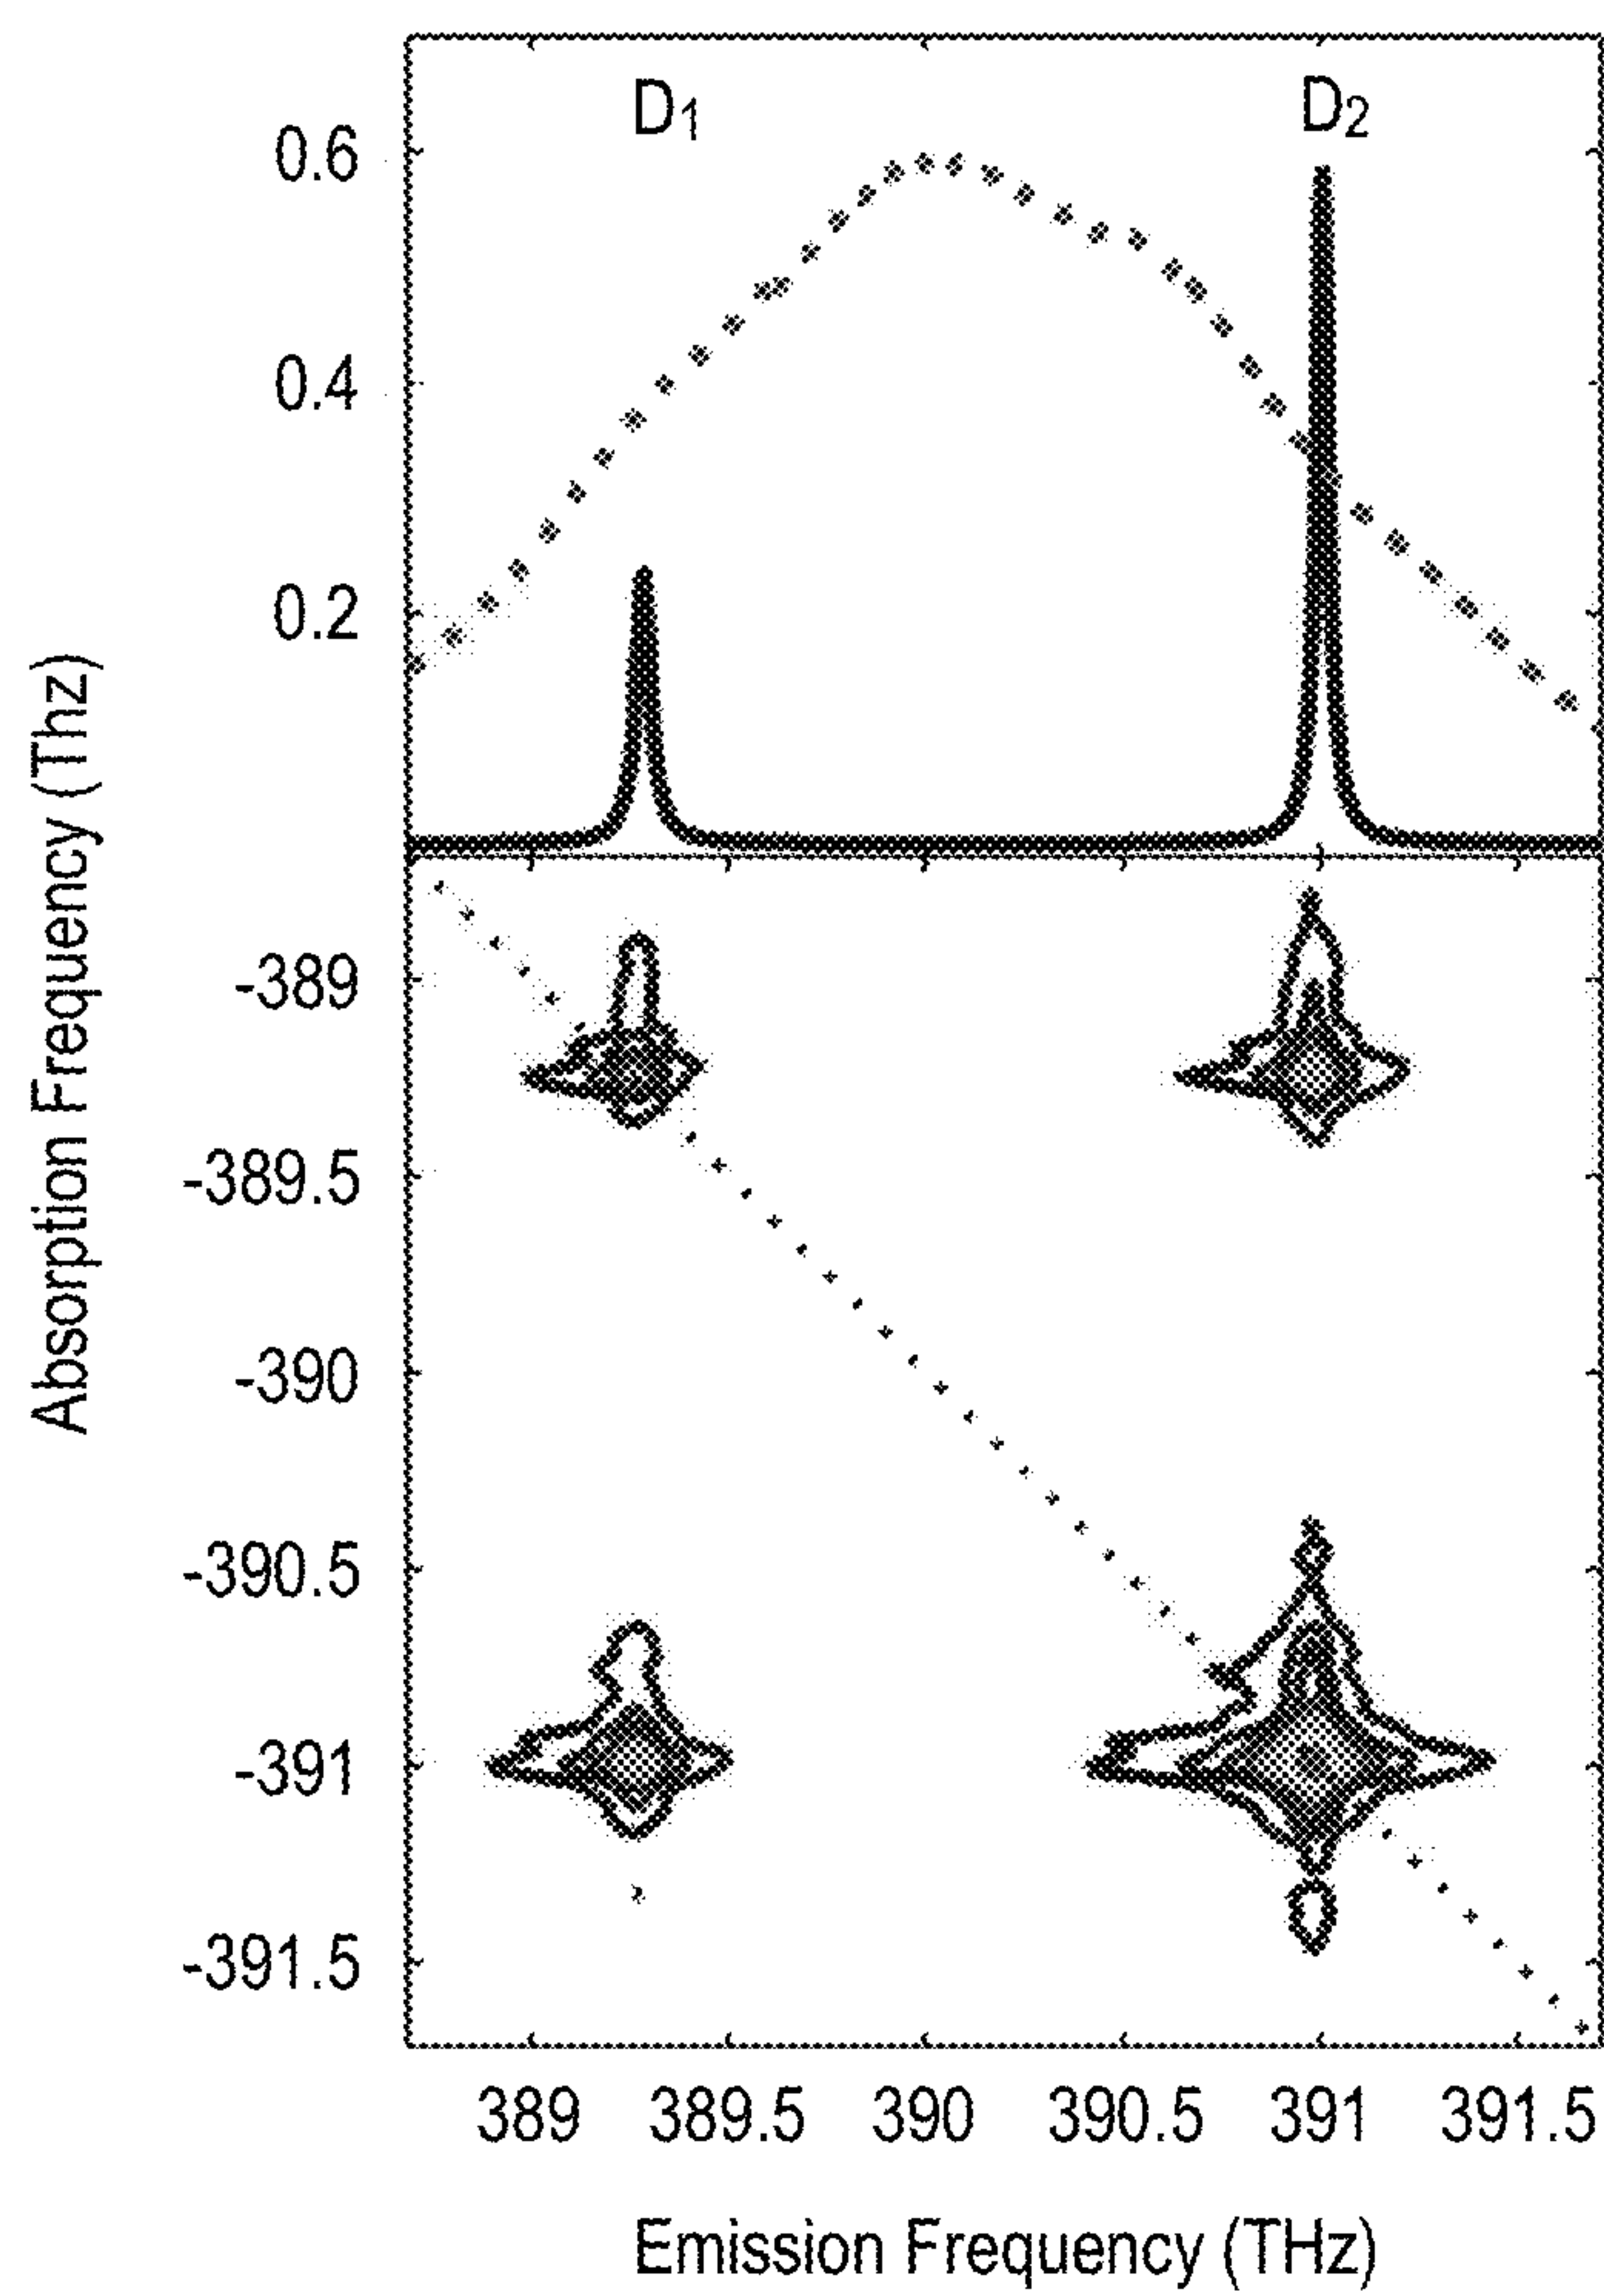 D1
D2
0.6
0.4
0.2
Absorption Frequency (Thz)
-389
-389.5
-390
-390.5
-391
-391.5
389 389.5 390 390.5 391 391.5
Emission Frequency (THz)